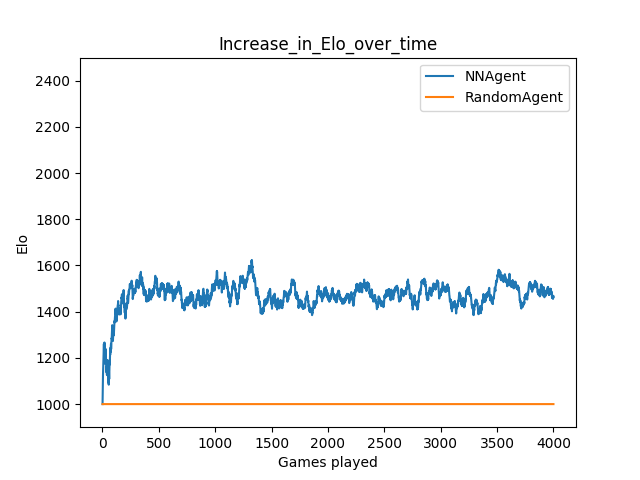 Increase_in_Elo_over_time
NNAgent
RandomAgent
2400
2200
2000
1800
1600
1400
1200
1000
Elo
0 500 1000 1500 2000 2500 3000 3500 4000
Games played